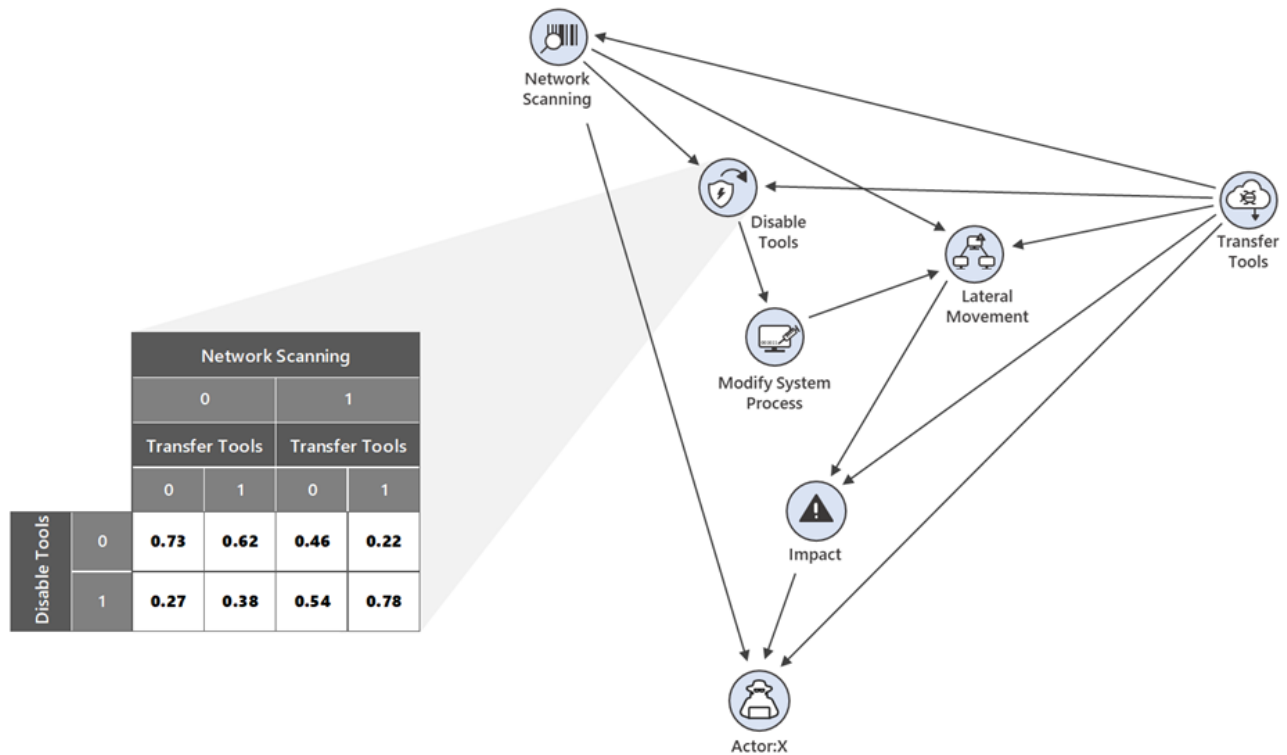 Network
Scanning
Disable
Tools
Transfer
Tools
Lateral
Movement
Modify System
Process
Impact
Actor:X
Network Scanning
0 1
Transfer Tools Transfer Tools
0 1 0 1
Disable Tools
0 0.73 0.62 0.46 0.22
1 0.27 0.38 0.54 0.78